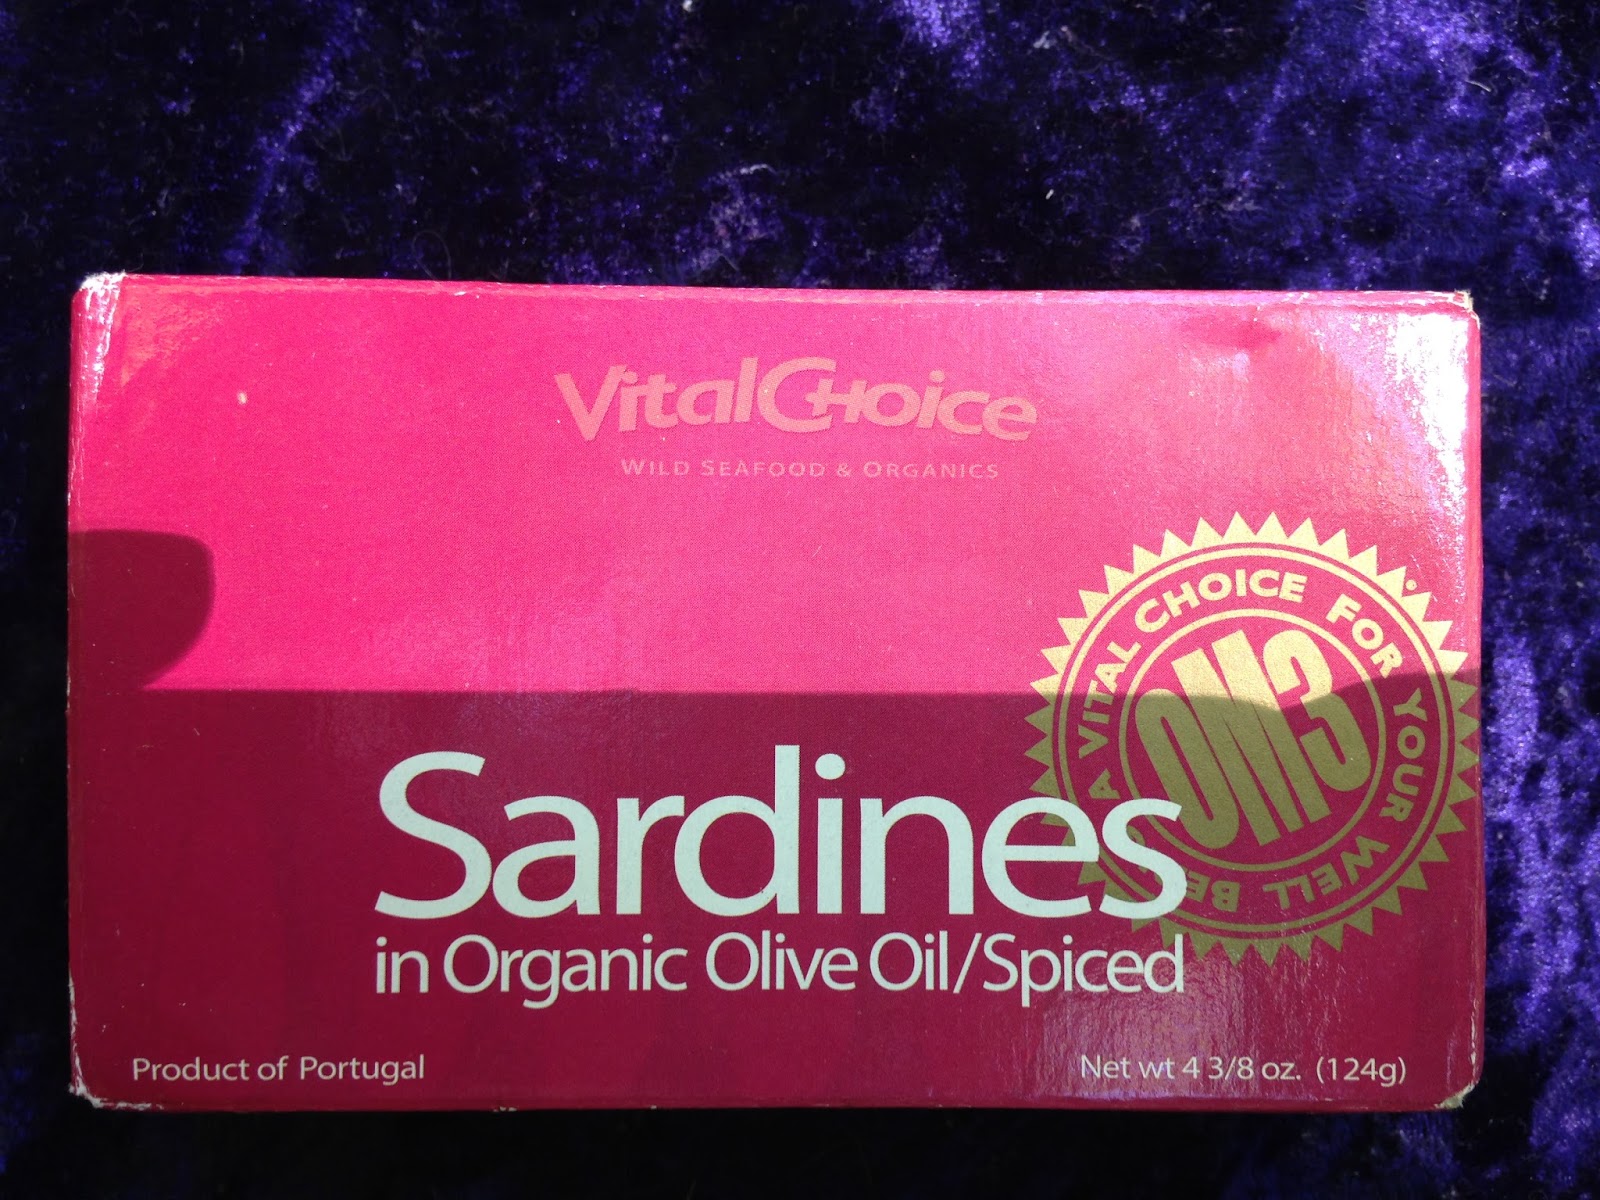 VitalChoice
WILD SEAFOOD & ORGANICS
A VITAL CHOICE FOR YOUR WELL
OM3
Sardines
in Organic Olive Oil/Spiced
Product of Portugal
Net wt 4 3/8 oz. (124g)